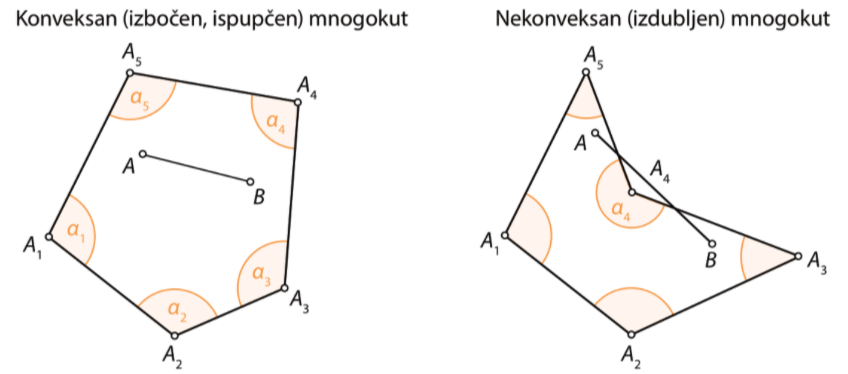 Konveksan (izbočen, ispupčen) mnogokut
A₅
A₄
α₅
α₄
A
B
A₁
α₁
α₃
α₂
A₃
A₂
Nekonveksan (izdubljen) mnogokut
A₅
A
A₄
α₄
A₁
B
A₃
A₂